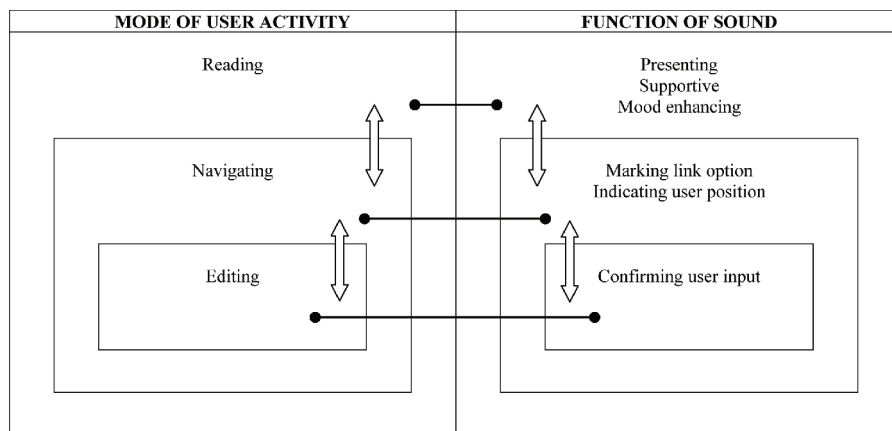 MODE OF USER ACTIVITY
FUNCTION OF SOUND
Reading
Presenting
Supportive
Mood enhancing
Navigating
Marking link option
Indicating user position
Editing
Confirming user input